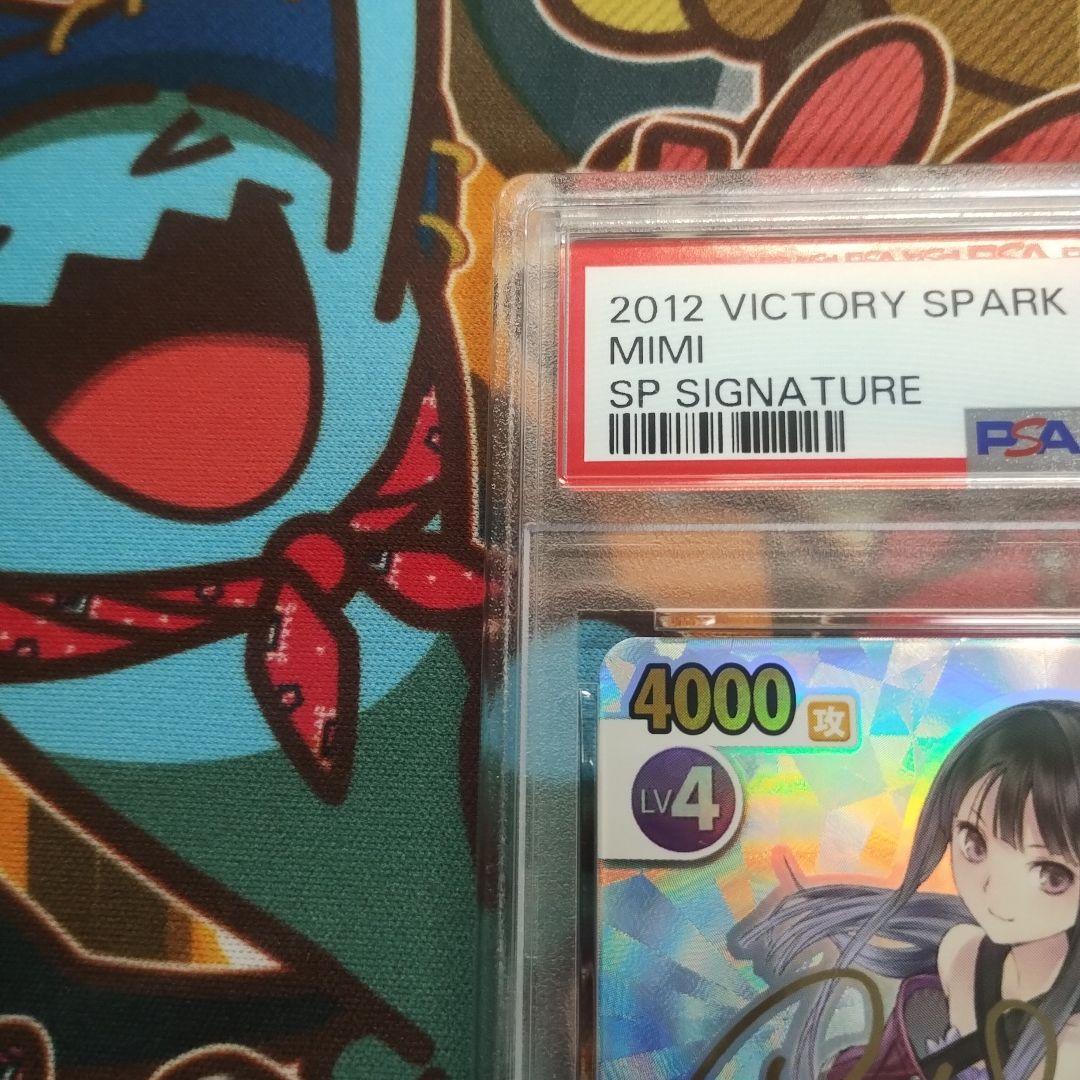 2012 VICTORY SPARK
MIMI
SP SIGNATURE
PSA
4000 攻
LV4